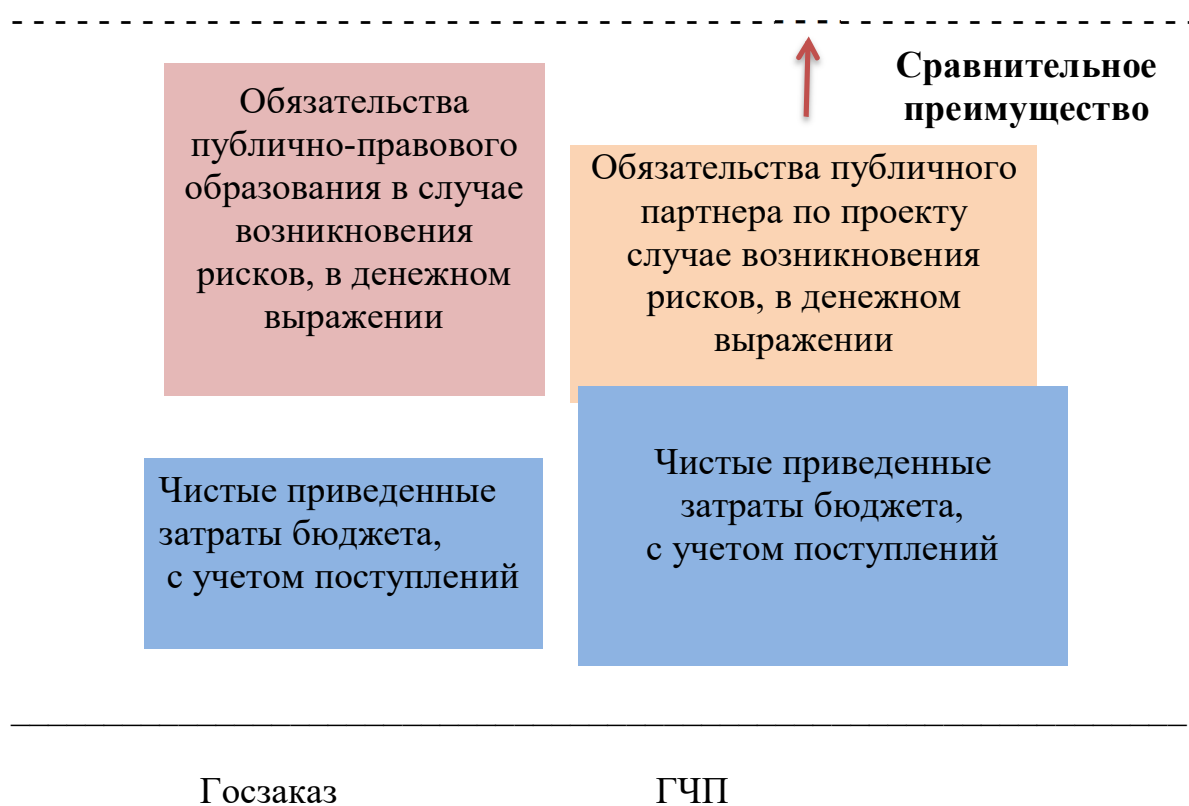 Сравнительное
преимущество
Обязательства
публично-правового
образования в случае
возникновения
рисков, в денежном
выражении
Обязательства публичного
партнера по проекту
случае возникновения
рисков, в денежном
выражении
Чистые приведенные
затраты бюджета,
с учетом поступлений
Чистые приведенные
затраты бюджета,
с учетом поступлений
Госзаказ
ГЧП